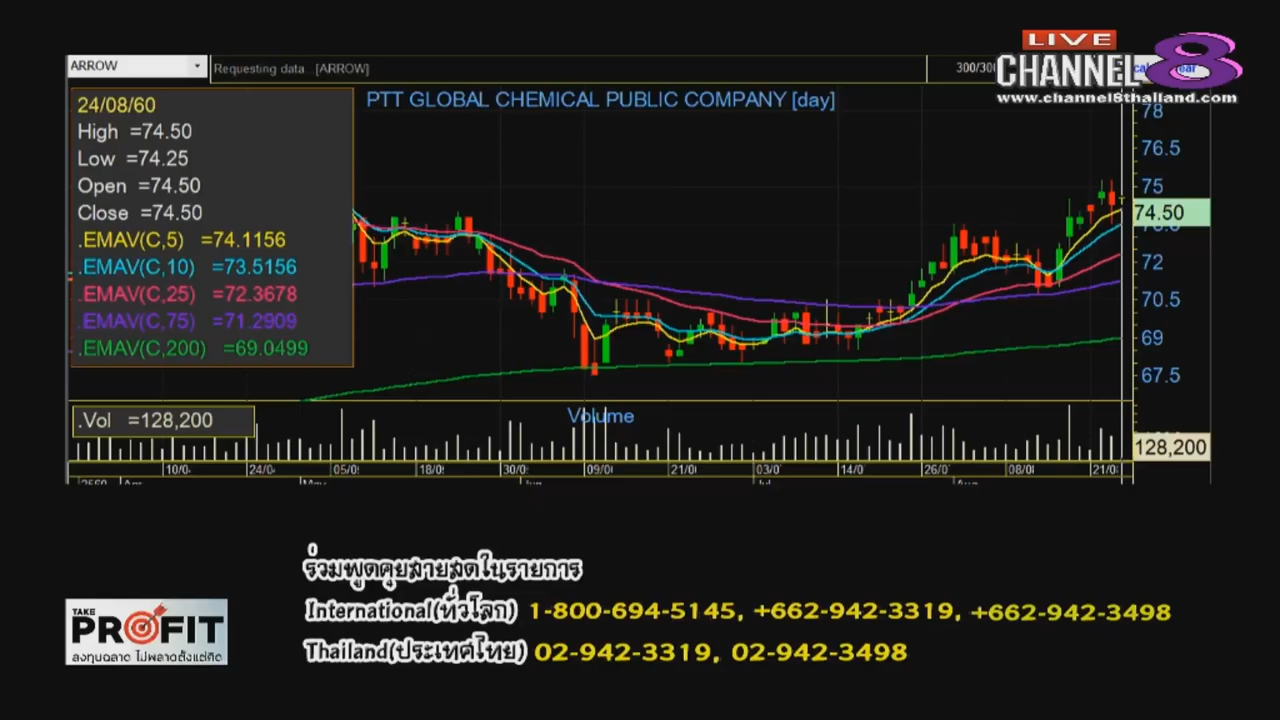 LIVE
CHANNEL 8
www.channel8thailand.com
ARROW
Requesting data [ARROW]
24/08/60
High =74.50
Low =74.25
Open =74.50
Close =74.50
.EMAV(C,5) =74.1156
.EMAV(C,10) =73.5156
.EMAV(C,25) =72.3678
.EMAV(C,75) =71.2909
.EMAV(C,200) =69.0499
PTT GLOBAL CHEMICAL PUBLIC COMPANY [day]
78
76.5
75
74.50
72
70.5
69
67.5
.Vol =128,200
Volume
128,200
10/0 24/0 05/0 18/0 30/0 09/0 21/0 03/0 14/0 26/0 08/0 21/0
ร่วมพูดคุยสายสดในรายการ
International(ทั่วโลก) 1-800-694-5145, +662-942-3319, +662-942-3498
Thailand(ประเทศไทย) 02-942-3319, 02-942-3498
TAKE
PROFIT
ลงทุนฉลาด ไม่พลาดตั้งแต่คิด